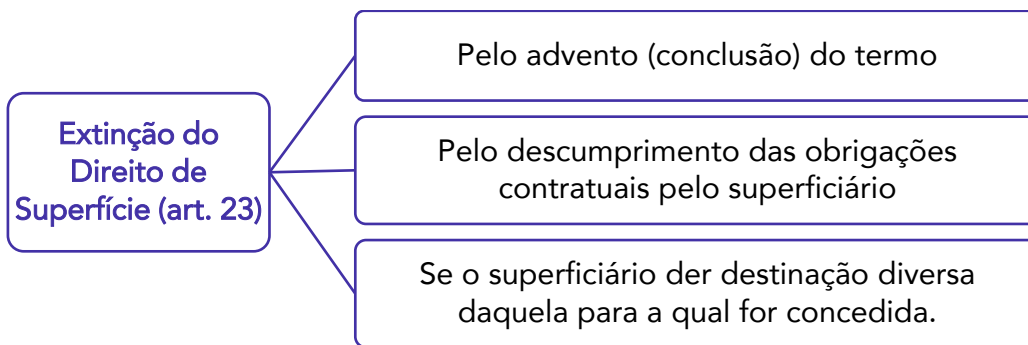 Extinção do
Direito de
Superfície (art. 23)
Pelo advento (conclusão) do termo
Pelo descumprimento das obrigações
contratuais pelo superficiário
Se o superficiário der destinação diversa
daquela para a qual for concedida.